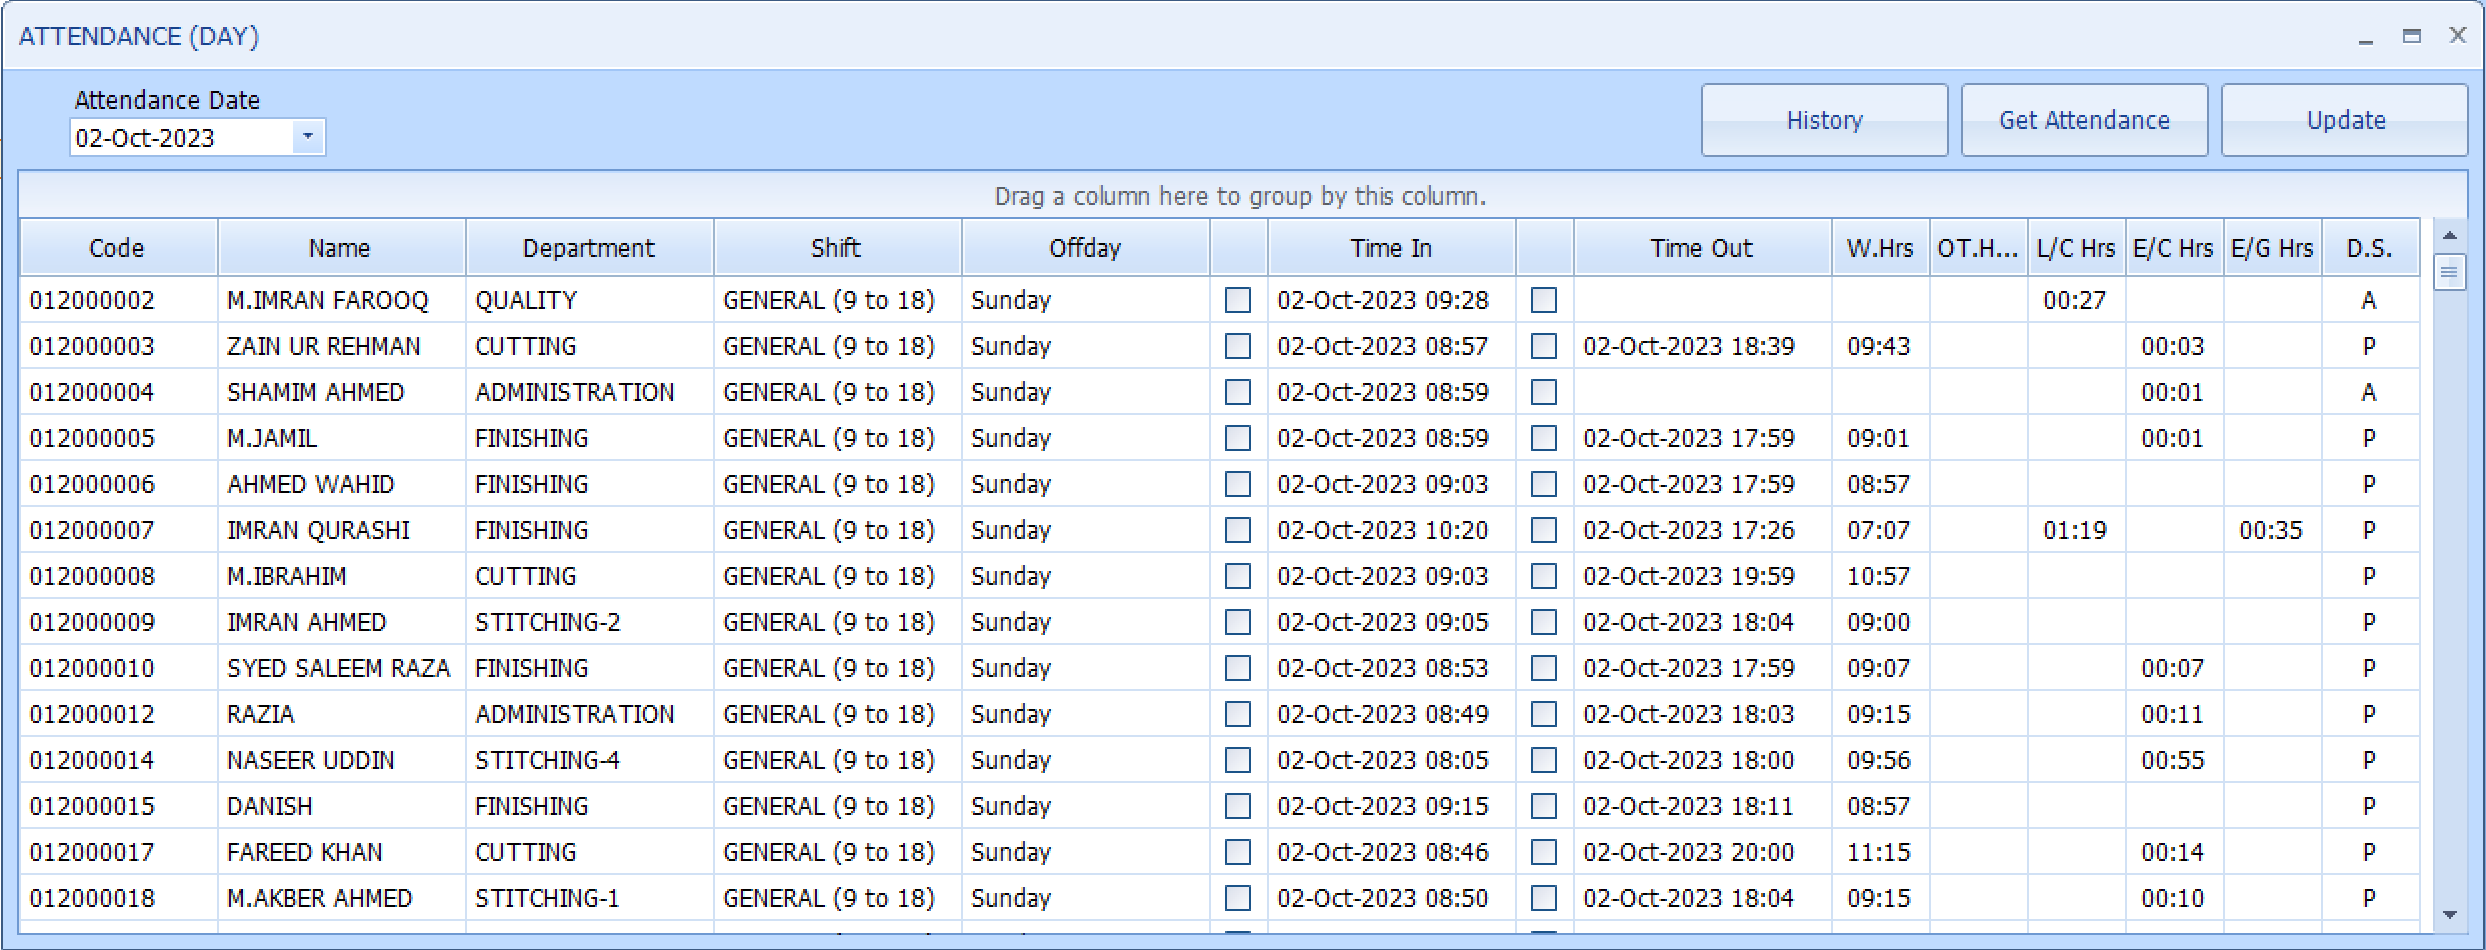 ATTENDANCE (DAY)
Attendance Date
02-Oct-2023
History Get Attendance Update
Drag a column here to group by this column.
Code Name Department Shift Offday Time In Time Out W.Hrs OT.H... L/C Hrs E/C Hrs E/G Hrs D.S.
012000002 M.IMRAN FAROOQ QUALITY GENERAL (9 to 18) Sunday 02-Oct-2023 09:28 00:27 A
012000003 ZAIN UR REHMAN CUTTING GENERAL (9 to 18) Sunday 02-Oct-2023 08:57 02-Oct-2023 18:39 09:43 00:03 P
012000004 SHAMIM AHMED ADMINISTRATION GENERAL (9 to 18) Sunday 02-Oct-2023 08:59 00:01 A
012000005 M.JAMIL FINISHING GENERAL (9 to 18) Sunday 02-Oct-2023 08:59 02-Oct-2023 17:59 09:01 00:01 P
012000006 AHMED WAHID FINISHING GENERAL (9 to 18) Sunday 02-Oct-2023 09:03 02-Oct-2023 17:59 08:57 P
012000007 IMRAN QURASHI FINISHING GENERAL (9 to 18) Sunday 02-Oct-2023 10:20 02-Oct-2023 17:26 07:07 01:19 00:35 P
012000008 M.IBRAHIM CUTTING GENERAL (9 to 18) Sunday 02-Oct-2023 09:03 02-Oct-2023 19:59 10:57 P
012000009 IMRAN AHMED STITCHING-2 GENERAL (9 to 18) Sunday 02-Oct-2023 09:05 02-Oct-2023 18:04 09:00 P
012000010 SYED SALEEM RAZA FINISHING GENERAL (9 to 18) Sunday 02-Oct-2023 08:53 02-Oct-2023 17:59 09:07 00:07 P
012000012 RAZIA ADMINISTRATION GENERAL (9 to 18) Sunday 02-Oct-2023 08:49 02-Oct-2023 18:03 09:15 00:11 P
012000014 NASEER UDDIN STITCHING-4 GENERAL (9 to 18) Sunday 02-Oct-2023 08:05 02-Oct-2023 18:00 09:56 00:55 P
012000015 DANISH FINISHING GENERAL (9 to 18) Sunday 02-Oct-2023 09:15 02-Oct-2023 18:11 08:57 P
012000017 FAREED KHAN CUTTING GENERAL (9 to 18) Sunday 02-Oct-2023 08:46 02-Oct-2023 20:00 11:15 00:14 P
012000018 M.AKBER AHMED STITCHING-1 GENERAL (9 to 18) Sunday 02-Oct-2023 08:50 02-Oct-2023 18:04 09:15 00:10 P